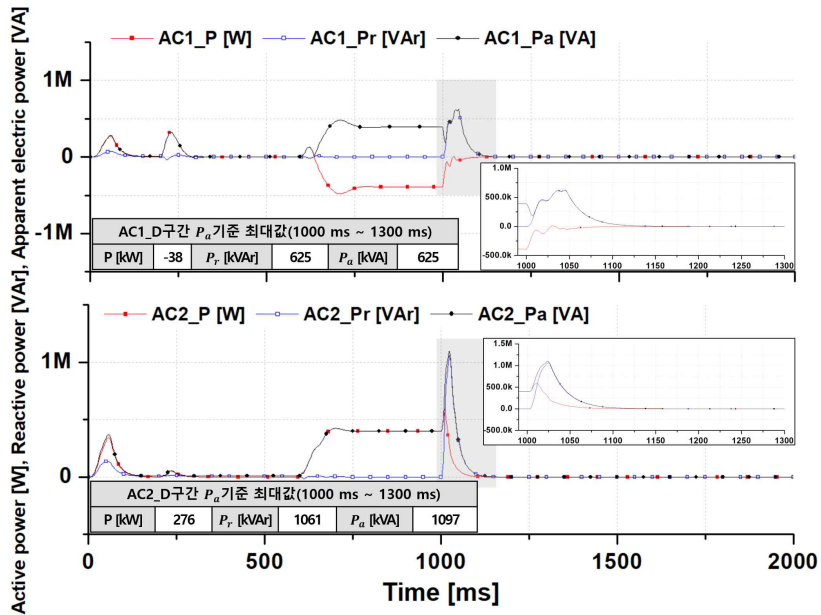 Active power [W], Reactive power [VAr], Apparent electric power [VA]
AC1_P [W] AC1_Pr [VAr] AC1_Pa [VA]
1M
0
-1M
1.0M
500.0k
0.0
-500.0k
1000 1050 1100 1150 1200 1250 1300
AC1_D구간 Pₐ기준 최대값(1000 ms ~ 1300 ms)
P [kW] -38 Pᵣ [kVAr] 625 Pₐ [kVA] 625
AC2_P [W] AC2_Pr [VAr] AC2_Pa [VA]
1M
0
1.5M
1.0M
500.0k
0.0
-500.0k
1000 1050 1100 1150 1200 1250 1300
AC2_D구간 Pₐ기준 최대값(1000 ms ~ 1300 ms)
P [kW] 276 Pᵣ [kVAr] 1061 Pₐ [kVA] 1097
0 500 1000 1500 2000
Time [ms]